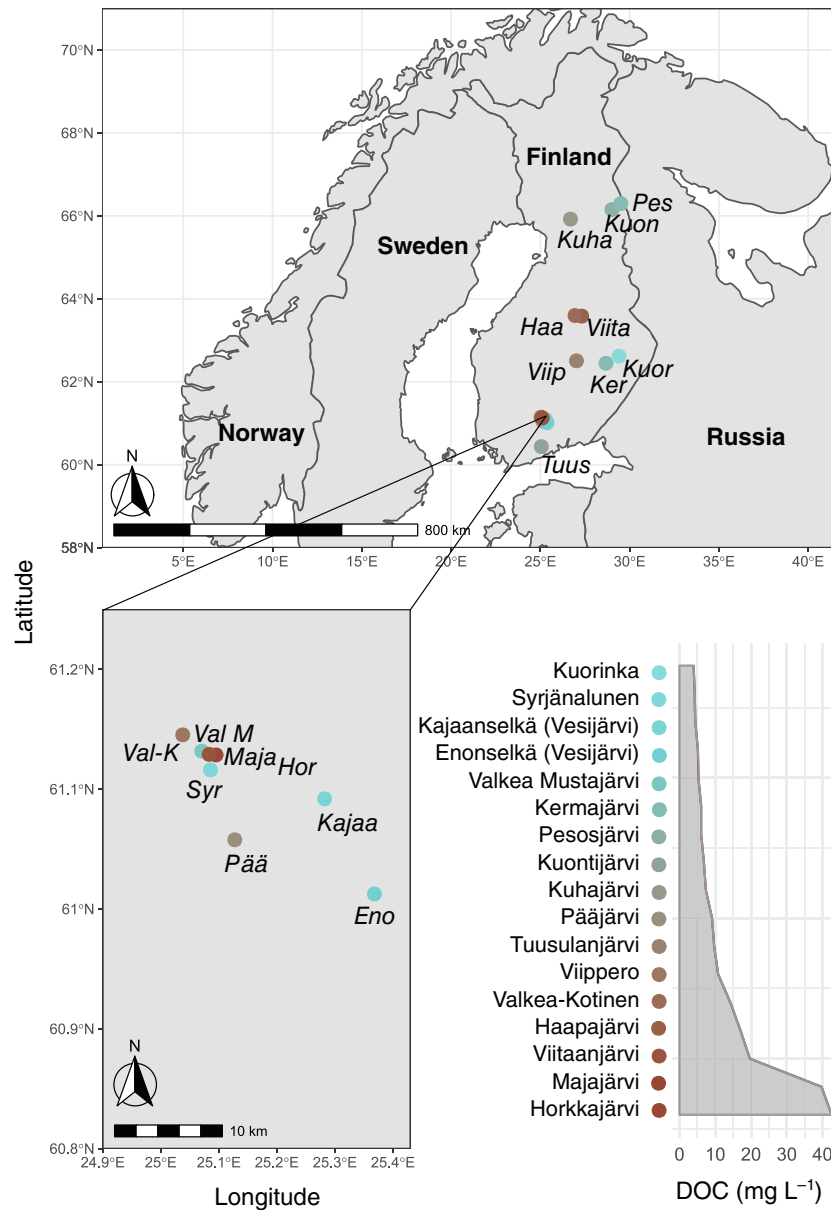 70°N
68°N
Finland
66°N
Pes
Kuon
Kuha
Sweden
64°N
Haa
Viita
62°N
Viip
Kuor
Ker
Norway
Russia
60°N
Tuus
N
800 km
58°N
5°E
10°E
15°E
20°E
25°E
30°E
35°E
40°E
Latitude
61.2°N
Val M
Val-K
Maja
Hor
Syr
61.1°N
Kajaa
Pää
61°N
Eno
60.9°N
N
10 km
60.8°N
24.9°E
25°E
25.1°E
25.2°E
25.3°E
25.4°E
Longitude
Kuorinka
Syrjänalunen
Kajaanselkä (Vesijärvi)
Enonselkä (Vesijärvi)
Valkea Mustajärvi
Kermajärvi
Pesosjärvi
Kuontijärvi
Kuhajärvi
Pääjärvi
Tuusulanjärvi
Viippero
Valkea-Kotinen
Haapajärvi
Viitaanjärvi
Majajärvi
Horkkajärvi
0 10 20 30 40
DOC (mg L⁻¹)